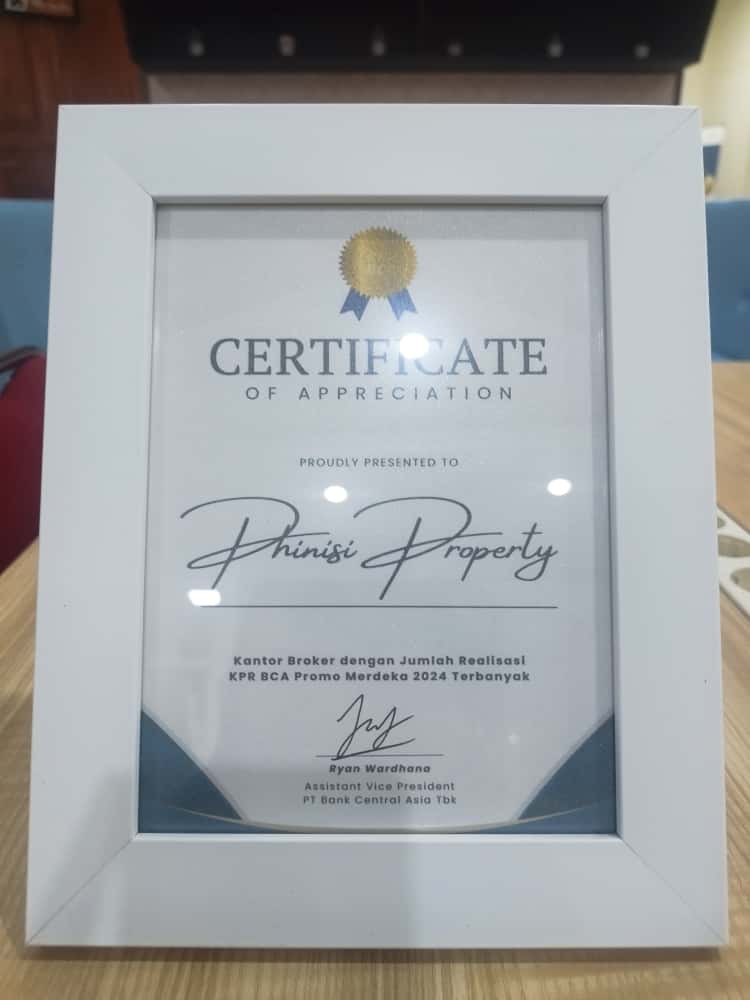 CERTIFICATE
OF APPRECIATION
PROUDLY PRESENTED TO
Phinisi Property
Kantor Broker dengan Jumlah Realisasi
KPR BCA Promo Merdeka 2024 Terbanyak
Ryan Wardhana
Assistant Vice President
PT Bank Central Asia Tbk